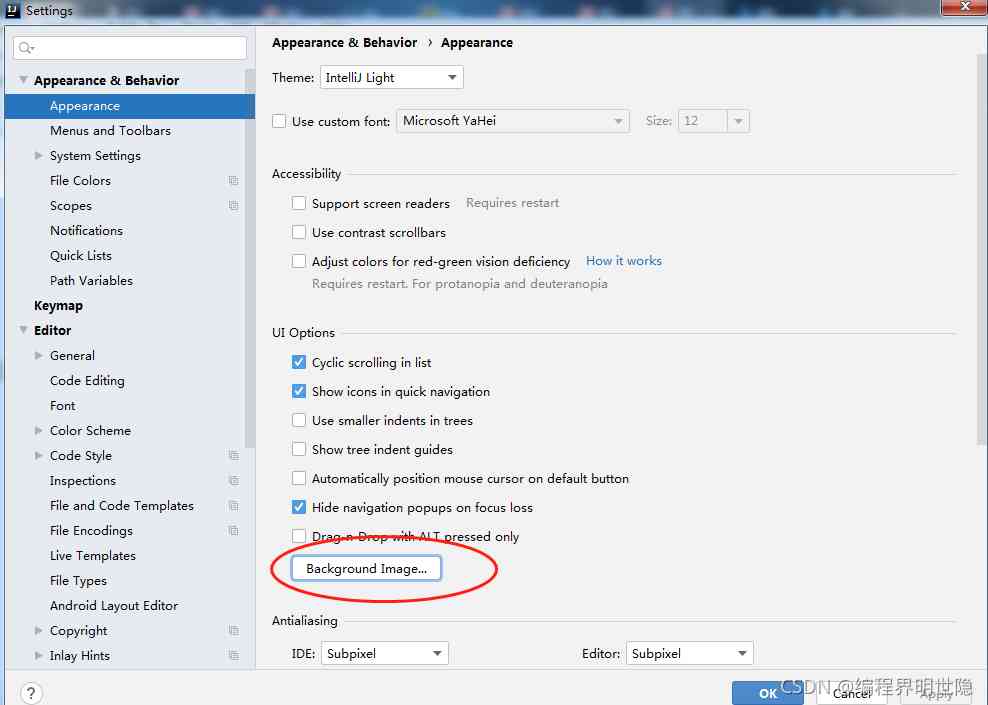 Settings
Appearance & Behavior
Appearance
Menus and Toolbars
System Settings
File Colors
Scopes
Notifications
Quick Lists
Path Variables
Keymap
Editor
General
Code Editing
Font
Color Scheme
Code Style
Inspections
File and Code Templates
File Encodings
Live Templates
File Types
Android Layout Editor
Copyright
Inlay Hints
?
Appearance & Behavior › Appearance
Theme: IntelliJ Light
Use custom font: Microsoft YaHei Size: 12
Accessibility
Support screen readers Requires restart
Use contrast scrollbars
Adjust colors for red-green vision deficiency How it works
Requires restart. For protanopia and deuteranopia
UI Options
Cyclic scrolling in list
Show icons in quick navigation
Use smaller indents in trees
Show tree indent guides
Automatically position mouse cursor on default button
Hide navigation popups on focus loss
Drag-n-Drop with ALT pressed only
Background Image...
Antialiasing
IDE: Subpixel Editor: Subpixel
OK Cancel Apply
CSDN @编程界明世隐